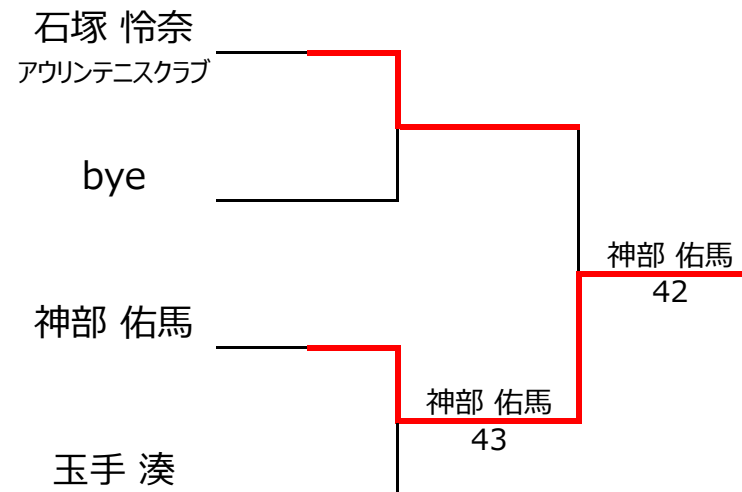 石塚 怜奈
アウリンテニスクラブ
bye
神部 佑馬
42
神部 佑馬
神部 佑馬
43
玉手 湊